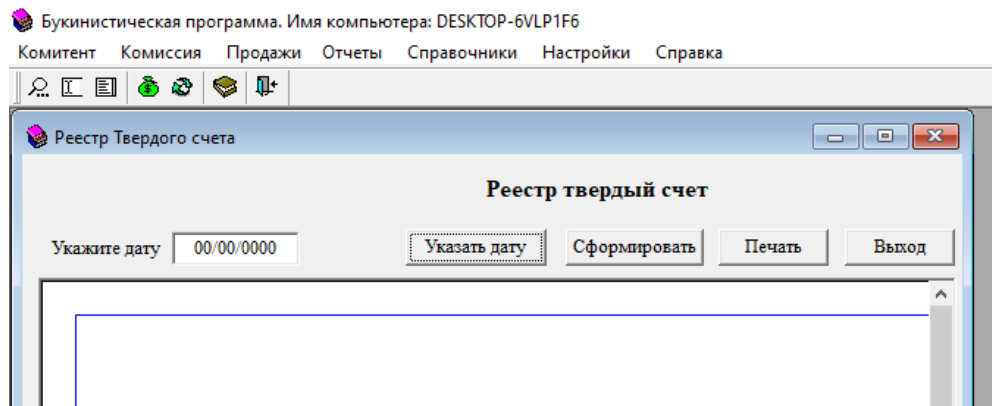 Букинистическая программа. Имя компьютера: DESKTOP-6VLP1F6
Комитент Комиссия Продажи Отчеты Справочники Настройки Справка
Реестр Твердого счета
Реестр твердый счет
Укажите дату 00/00/0000 Указать дату Сформировать Печать Выход